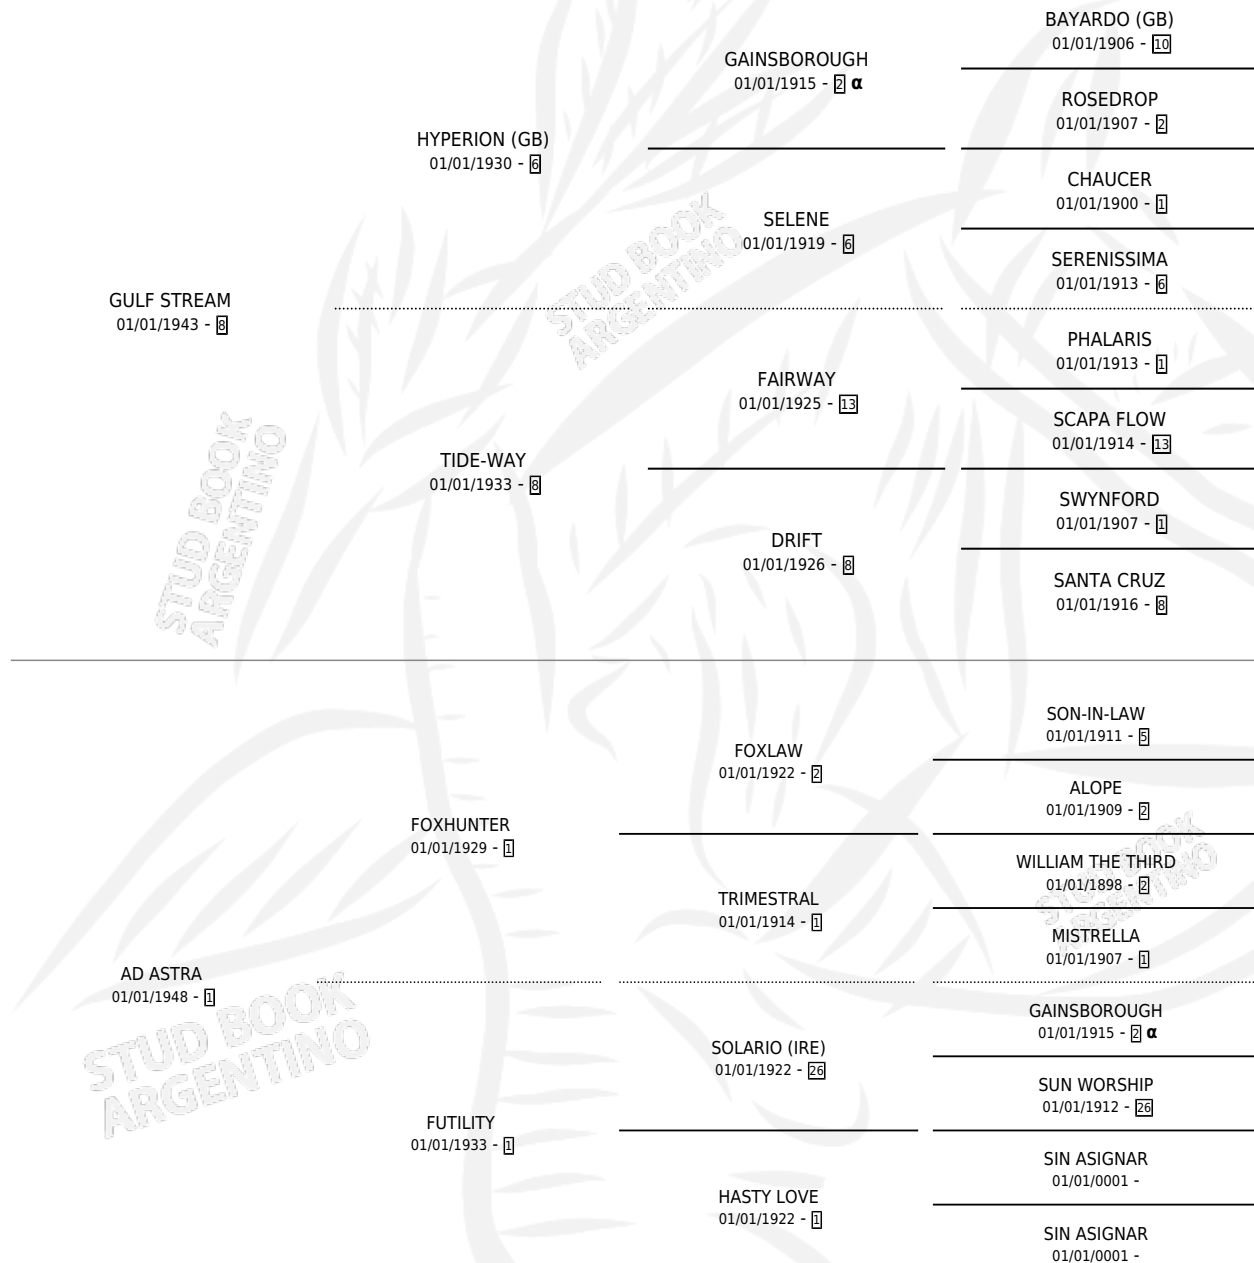 BAYARDO (GB)
01/01/1906 - 10
GAINSBOROUGH
01/01/1915 - 2 α
ROSEDROP
01/01/1907 - 2
HYPERION (GB)
01/01/1930 - 6
CHAUCER
01/01/1900 - 1
SELENE
01/01/1919 - 6
SERENISSIMA
01/01/1913 - 6
GULF STREAM
01/01/1943 - 8
PHALARIS
01/01/1913 - 1
FAIRWAY
01/01/1925 - 13
SCAPA FLOW
01/01/1914 - 13
TIDE-WAY
01/01/1933 - 8
SWYNFORD
01/01/1907 - 1
DRIFT
01/01/1926 - 8
SANTA CRUZ
01/01/1916 - 8
STUD BOOK
ARGENTINO
STUD BOOK
ARGENTINO
SON-IN-LAW
01/01/1911 - 5
FOXLAW
01/01/1922 - 2
ALOPE
01/01/1909 - 2
FOXHUNTER
01/01/1929 - 1
WILLIAM THE THIRD
01/01/1898 - 2
TRIMESTRAL
01/01/1914 - 1
MISTRELLA
01/01/1907 - 1
AD ASTRA
01/01/1948 - 1
GAINSBOROUGH
01/01/1915 - 2 α
SOLARIO (IRE)
01/01/1922 - 26
SUN WORSHIP
01/01/1912 - 26
FUTILITY
01/01/1933 - 1
SIN ASIGNAR
01/01/0001 -
HASTY LOVE
01/01/1922 - 1
SIN ASIGNAR
01/01/0001 -
STUD BOOK
ARGENTINO
STUD BOOK
ARGENTINO